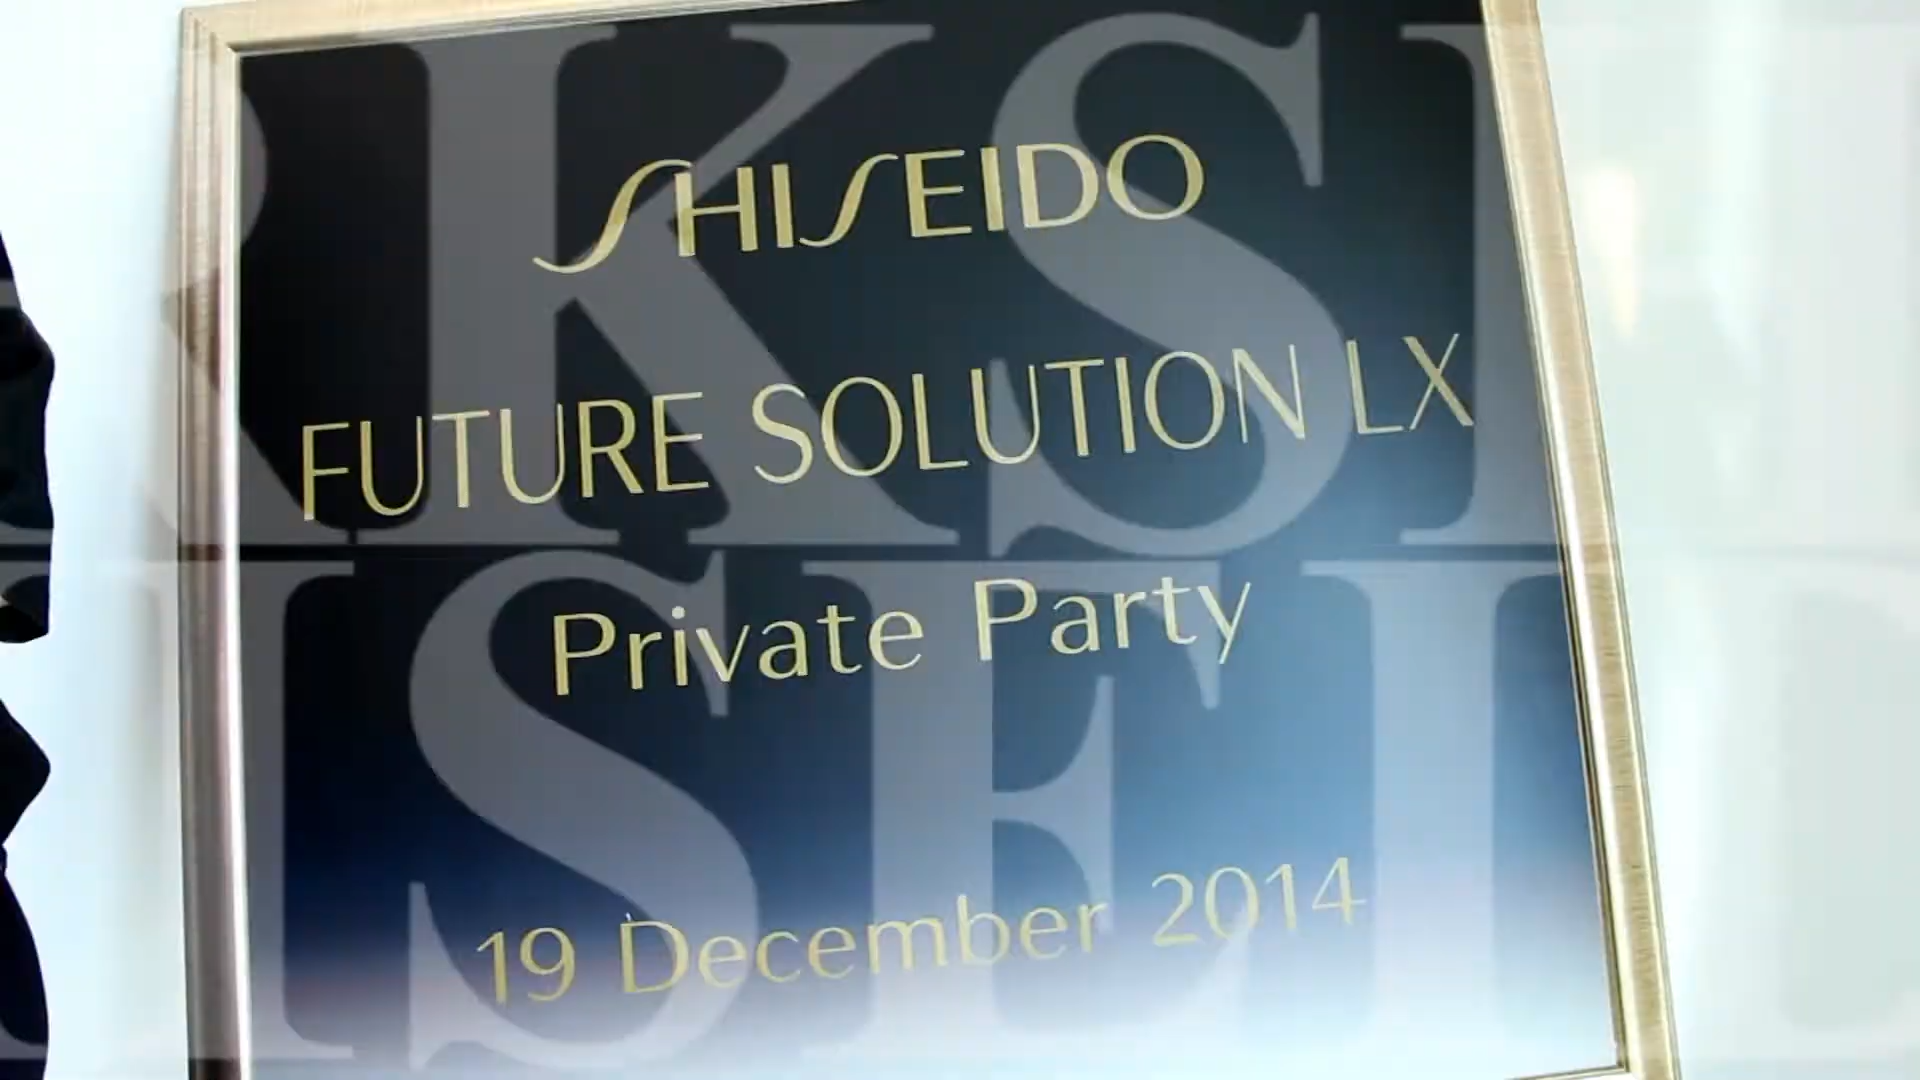 SHISEIDO
FUTURE SOLUTION LX
Private Party
19 December 2014